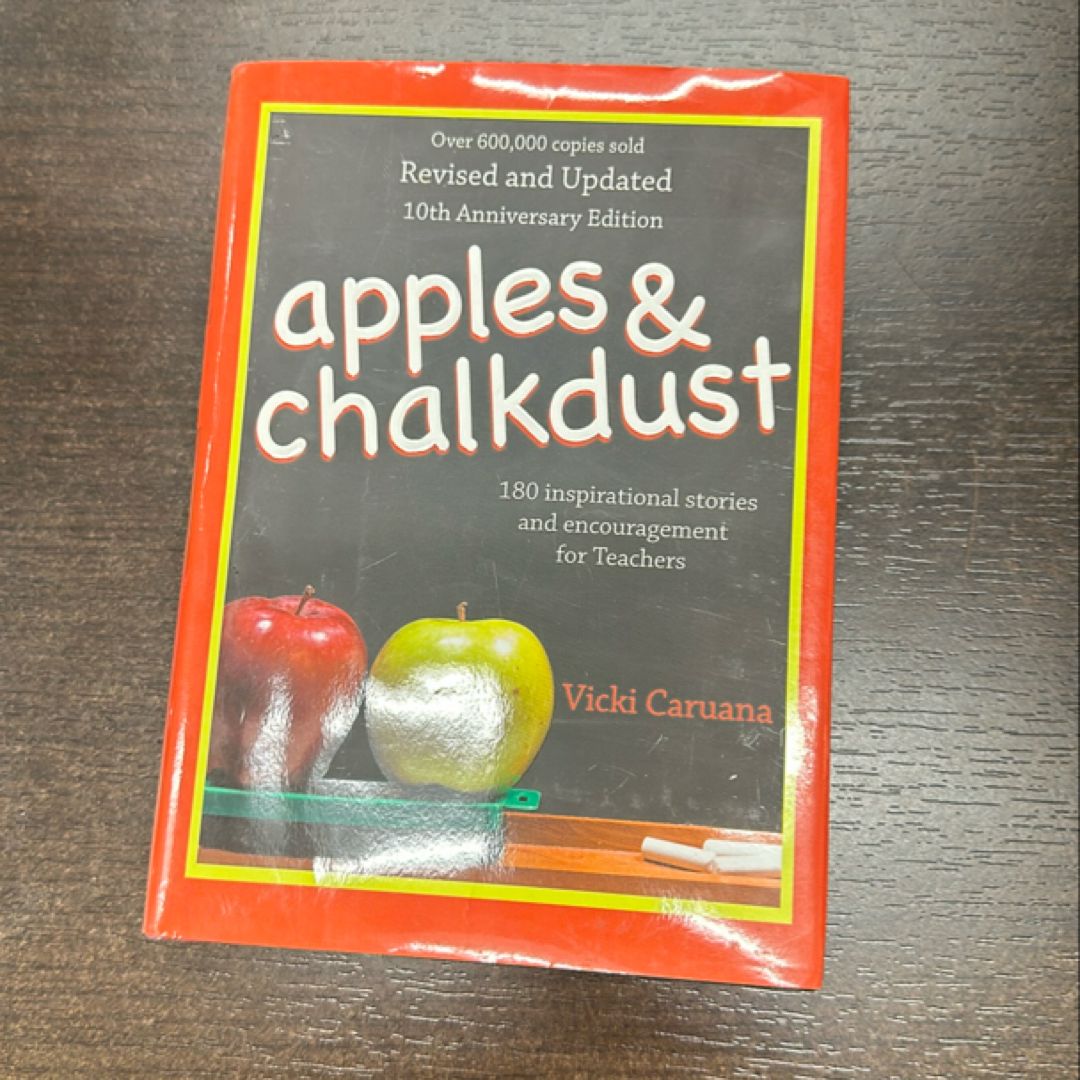 Over 600,000 copies sold
Revised and Updated
10th Anniversary Edition
apples &
chalkdust
180 inspirational stories
and encouragement
for Teachers
Vicki Caruana